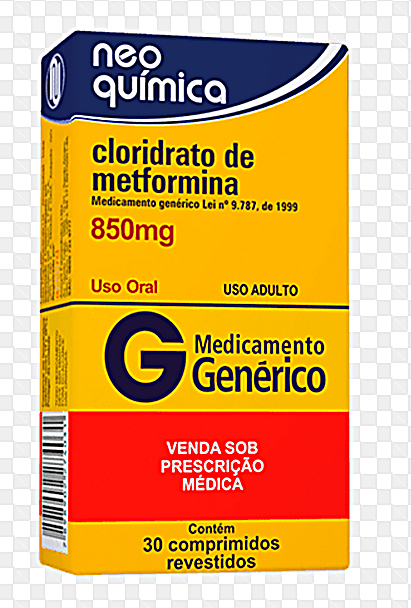 neo
química
cloridrato de
metformina
Medicamento genérico Lei nº 9.787, de 1999
850mg
Uso Oral USO ADULTO
G Medicamento
Genérico
VENDA SOB
PRESCRIÇÃO
MÉDICA
Contém
30 comprimidos
revestidos